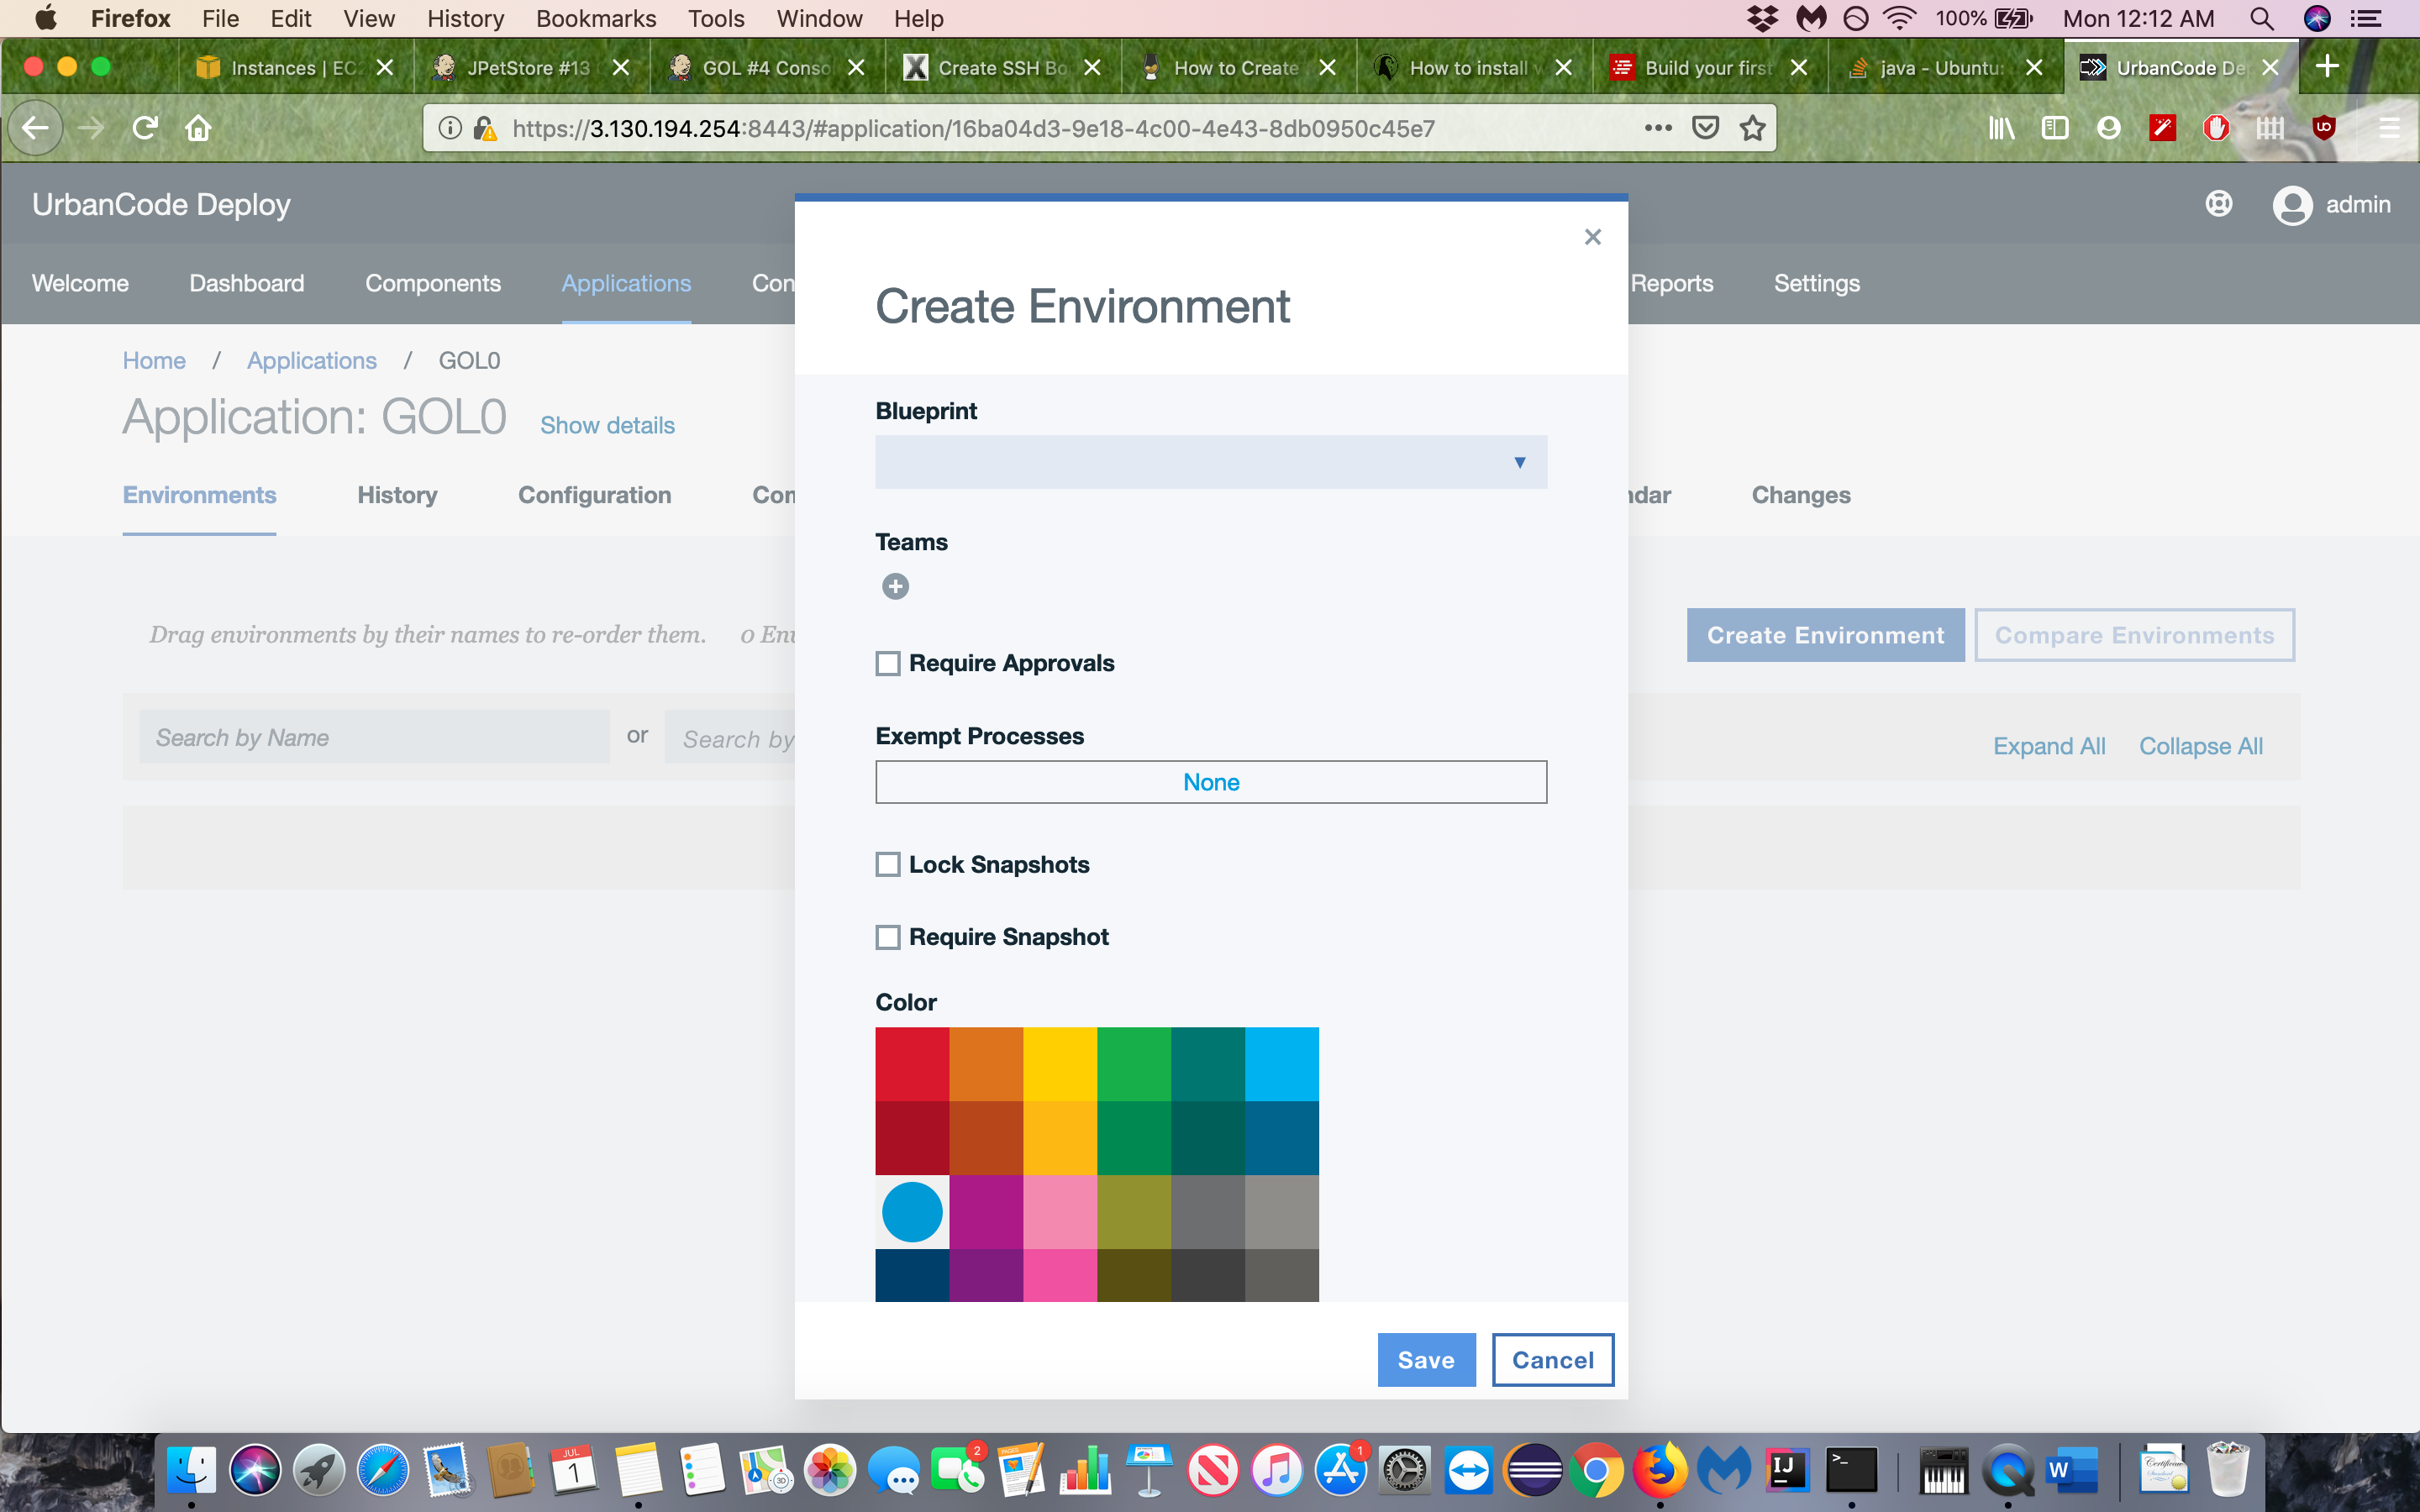 Firefox File Edit View History Bookmarks Tools Window Help 100% Mon 12:12 AM
Instances | EC JPetStore #13 GOL #4 Conso Create SSH Bo How to Create How to install Build your first java - Ubuntu: UrbanCode De
https://3.130.194.254:8443/#application/16ba04d3-9e18-4c00-4e43-8db0950c45e7
UrbanCode Deploy admin
Welcome Dashboard Components Applications Con Reports Settings
Home / Applications / GOL0
Application: GOL0 Show details
Environments History Configuration Con ndar Changes
Drag environments by their names to re-order them. 0 Env
Create Environment Compare Environments
Search by Name or Search by
Expand All Collapse All
×
Create Environment
Blueprint
Teams
Require Approvals
Exempt Processes
None
Lock Snapshots
Require Snapshot
Color
Save Cancel
JUL
1
3D
2
PAGES
1
IJ
>_
W